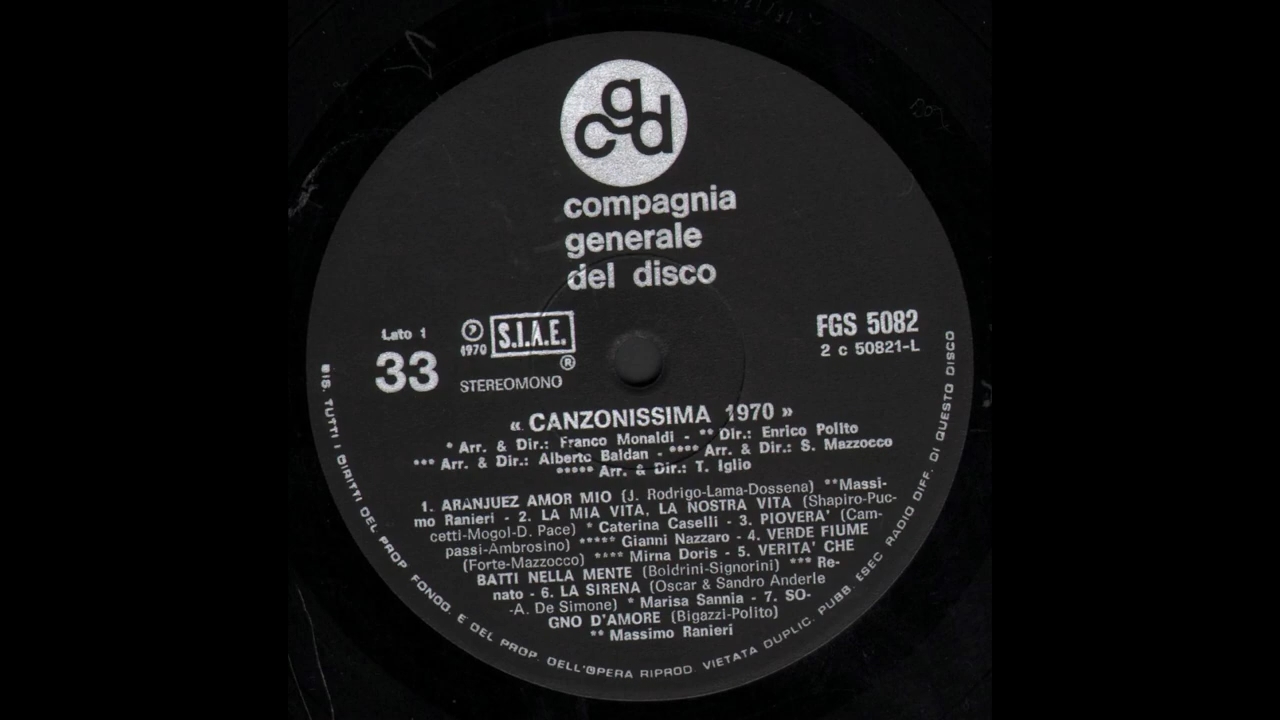 cgd
compagnia
generale
del disco
Lato 1
33
℗ 1970
S.I.A.E.
®
STEREOMONO
FGS 5082
2 c 50821-L
« CANZONISSIMA 1970 »
* Arr. & Dir.: Franco Monaldi - ** Dir.: Enrico Polito
*** Arr. & Dir.: Alberto Baldan - **** Arr. & Dir.: S. Mazzocco
***** Arr. & Dir.: T. Iglio
1. ARANJUEZ AMOR MIO (J. Rodrigo-Lama-Dossena) **Massi-
mo Ranieri - 2. LA MIA VITA, LA NOSTRA VITA (Shapiro-Puc-
cetti-Mogol-D. Pace) * Caterina Caselli - 3. PIOVERA' (Cam-
passi-Ambrosino) ***** Gianni Nazzaro - 4. VERDE FIUME
(Forte-Mazzocco) **** Mirna Doris - 5. VERITA' CHE
BATTI NELLA MENTE (Boldrini-Signorini) *** Re-
nato - 6. LA SIRENA (Oscar & Sandro Anderle
-A. De Simone) * Marisa Sannia - 7. SO-
GNO D'AMORE (Bigazzi-Polito)
** Massimo Ranieri
RIS. TUTTI I DIRITTI DEL PROP. FONOG. E DEL PROP. DELL'OPERA RIPROD. VIETATA DUPLIC. PUBB. ESEC RADIO DIFF. DI QUESTO DISCO